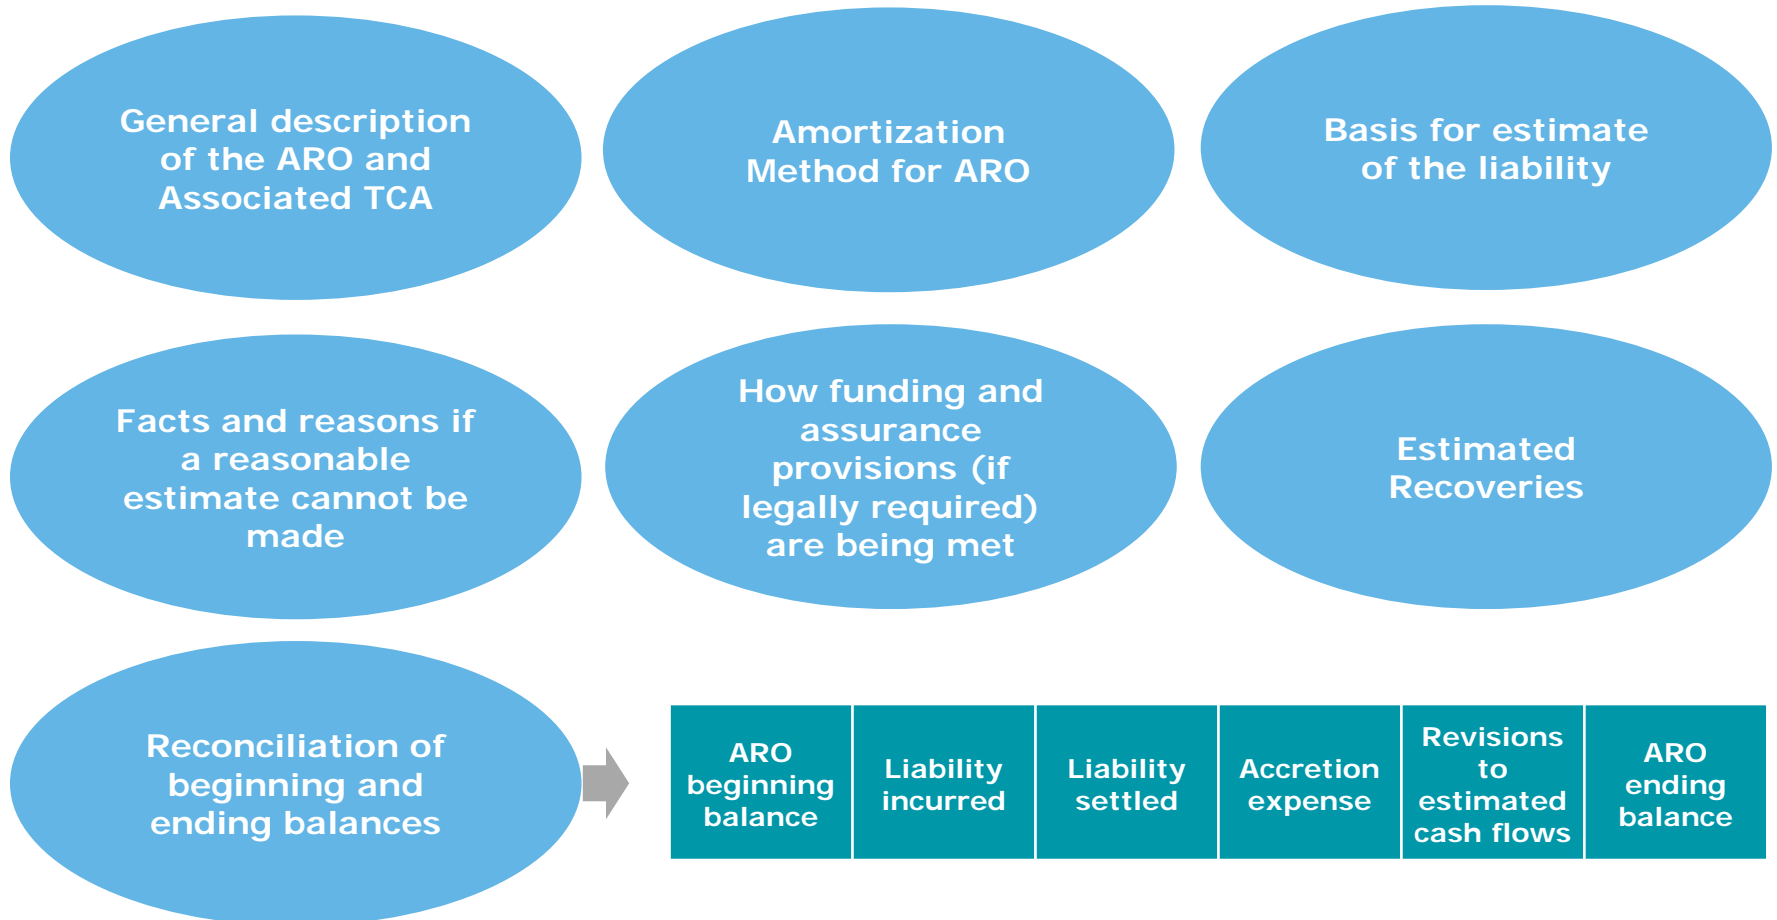 General description
of the ARO and
Associated TCA
Amortization
Method for ARO
Basis for estimate
of the liability
Facts and reasons if
a reasonable
estimate cannot be
made
How funding and
assurance
provisions (if
legally required)
are being met
Estimated
Recoveries
Reconciliation of
beginning and
ending balances
ARO
beginning
balance
Liability
incurred
Liability
settled
Accretion
expense
Revisions
to
estimated
cash flows
ARO
ending
balance